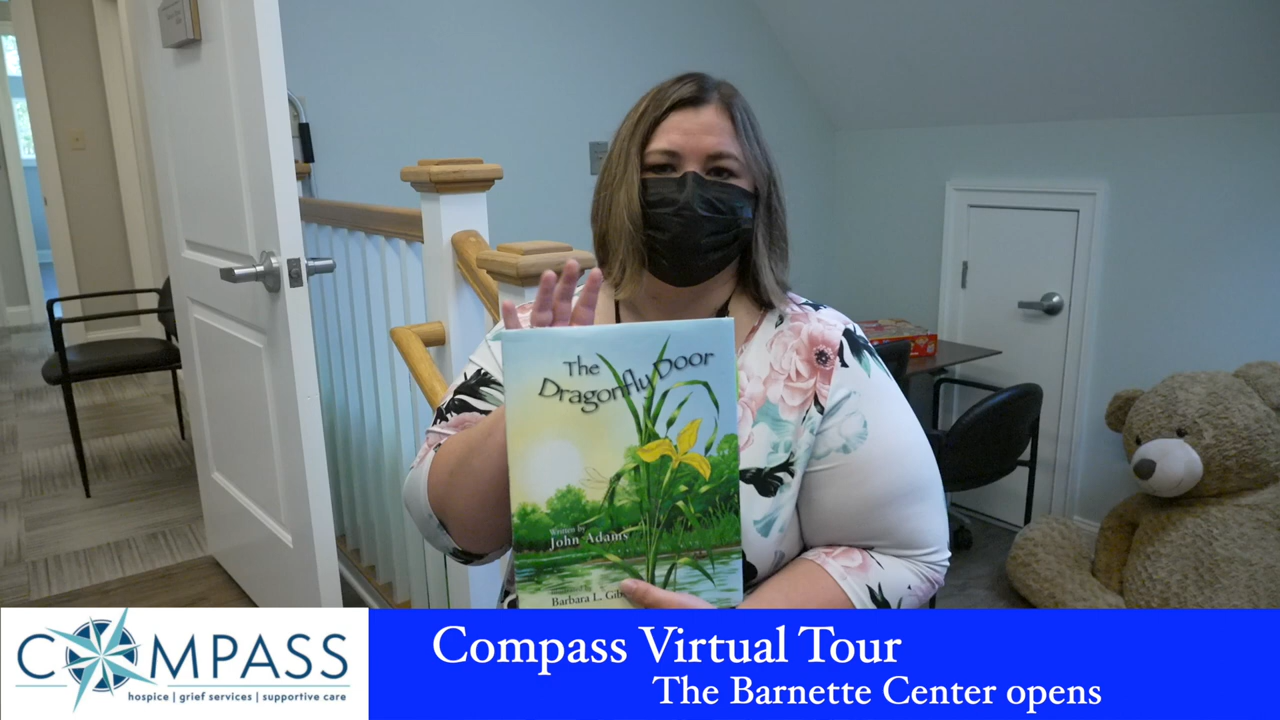 The
Dragonfly Door
Written by
John Adams
Barbara L.
COMPASS
hospice | grief services | supportive care
Compass Virtual Tour
The Barnette Center opens